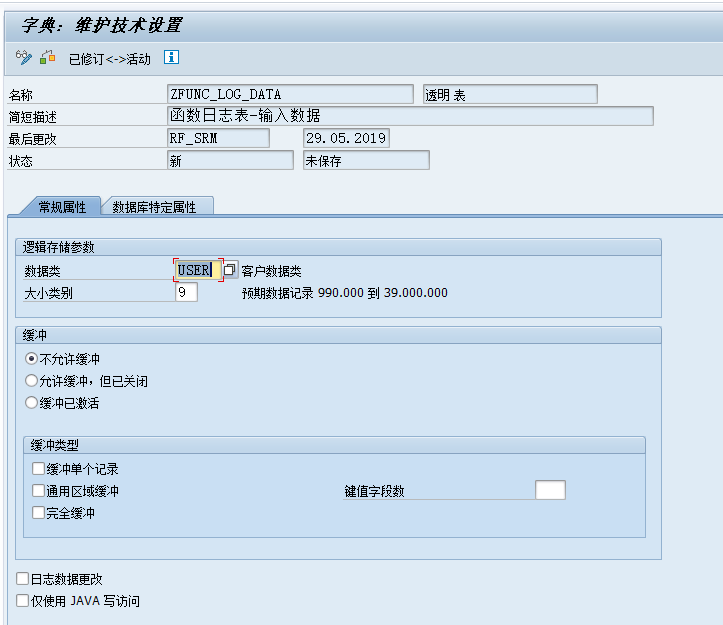 字典: 维护技术设置
已修订<->活动
名称 ZFUNC_LOG_DATA 透明 表
简短描述 函数日志表-输入数据
最后更改 RF_SRM 29.05.2019
状态 新 未保存
常规属性 数据库特定属性
逻辑存储参数
数据类 USER 客户数据类
大小类别 9 预期数据记录 990.000 到 39.000.000
缓冲
不允许缓冲
允许缓冲，但已关闭
缓冲已激活
缓冲类型
缓冲单个记录
通用区域缓冲 键值字段数
完全缓冲
日志数据更改
仅使用 JAVA 写访问